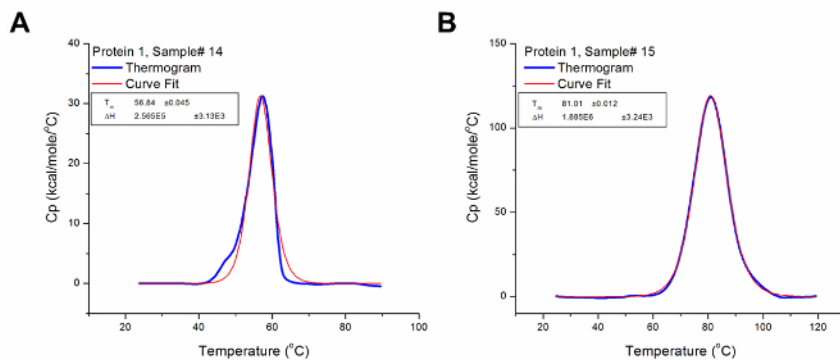 A
Protein 1, Sample# 14
Thermogram
Curve Fit
Tm 56.84 ±0.045
ΔH 2.565E5 ±3.13E3
Cp (kcal/mole/°C)
40
30
20
10
0
20 40 60 80 100
Temperature (°C)
B
Protein 1, Sample# 15
Thermogram
Curve Fit
Tm 81.01 ±0.012
ΔH 1.885E6 ±3.24E3
Cp (kcal/mole/°C)
150
100
50
0
20 40 60 80 100 120
Temperature (°C)